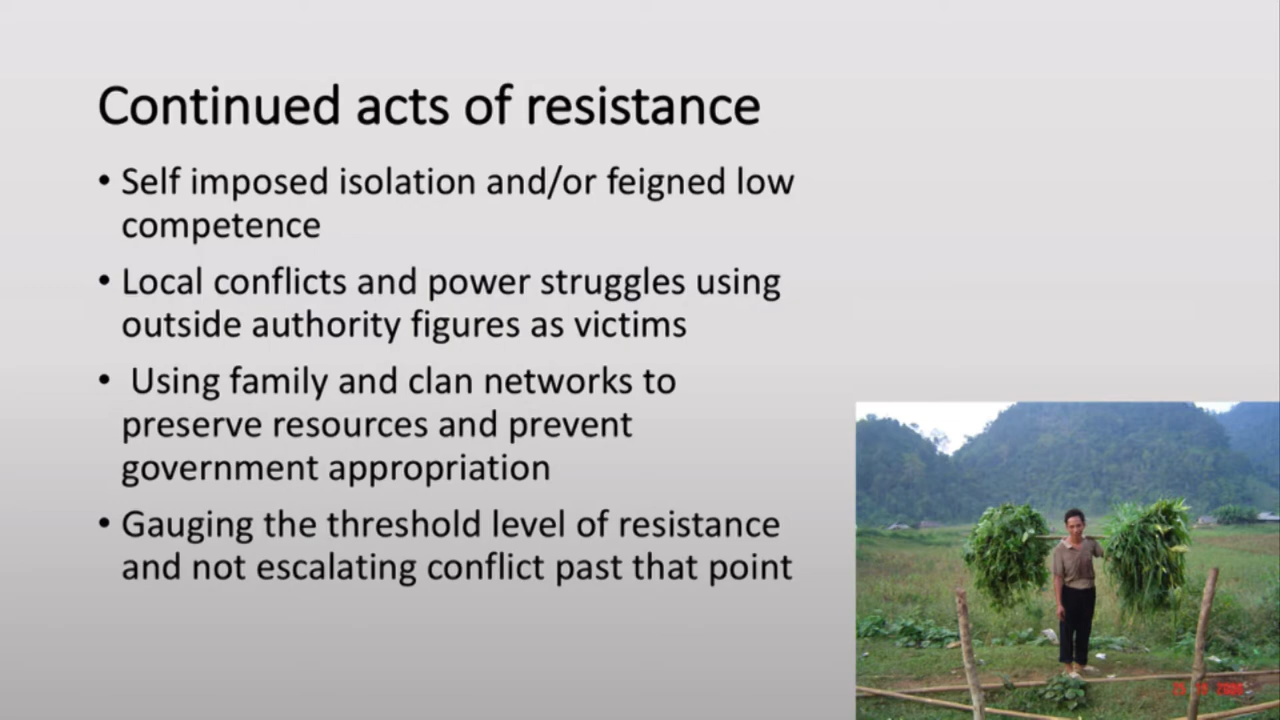 Continued acts of resistance
• Self imposed isolation and/or feigned low
competence
• Local conflicts and power struggles using
outside authority figures as victims
• Using family and clan networks to
preserve resources and prevent
government appropriation
• Gauging the threshold level of resistance
and not escalating conflict past that point